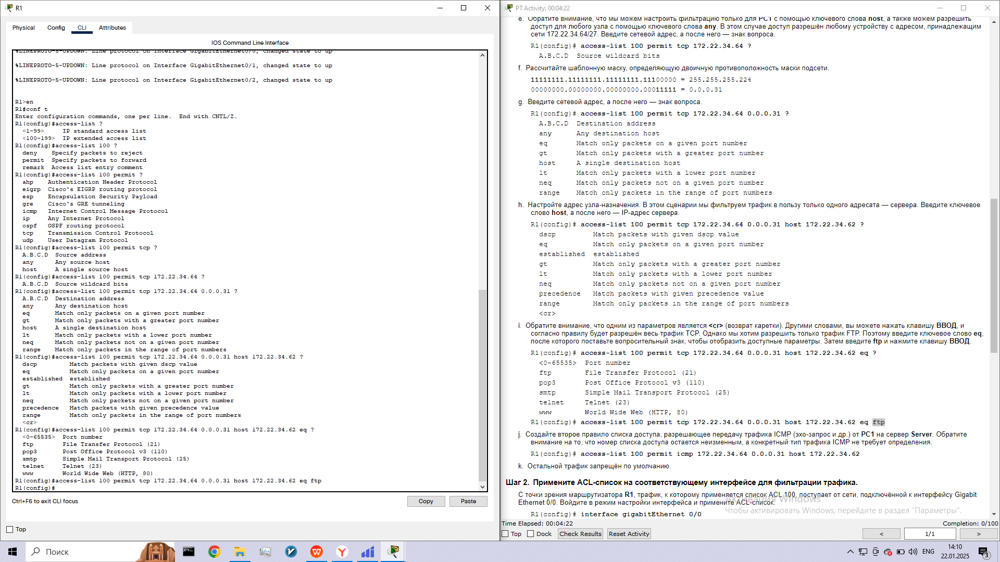 R1
Physical Config CLI Attributes
IOS Command Line Interface
%LINEPROTO-5-UPDOWN: Line protocol on Interface GigabitEthernet0/0, changed state to up
%LINEPROTO-5-UPDOWN: Line protocol on Interface GigabitEthernet0/1, changed state to up
%LINEPROTO-5-UPDOWN: Line protocol on Interface GigabitEthernet0/2, changed state to up
R1>en
R1#conf t
Enter configuration commands, one per line. End with CNTL/Z.
R1(config)#access-list ?
<1-99> IP standard access list
<100-199> IP extended access list
R1(config)#access-list 100 ?
deny Specify packets to reject
permit Specify packets to forward
remark Access list entry comment
R1(config)#access-list 100 permit ?
ahp Authentication Header Protocol
eigrp Cisco's EIGRP routing protocol
esp Encapsulation Security Payload
gre Cisco's GRE tunneling
icmp Internet Control Message Protocol
ip Any Internet Protocol
ospf OSPF routing protocol
tcp Transmission Control Protocol
udp User Datagram Protocol
R1(config)#access-list 100 permit tcp ?
A.B.C.D Source address
any Any source host
host A single source host
R1(config)#access-list 100 permit tcp 172.22.34.64 ?
A.B.C.D Source wildcard bits
R1(config)#access-list 100 permit tcp 172.22.34.64 0.0.0.31 ?
A.B.C.D Destination address
any Any destination host
eq Match only packets on a given port number
gt Match only packets with a greater port number
host A single destination host
lt Match only packets with a lower port number
neq Match only packets not on a given port number
range Match only packets in the range of port numbers
R1(config)#access-list 100 permit tcp 172.22.34.64 0.0.0.31 host 172.22.34.62 ?
dscp Match packets with given dscp value
eq Match only packets on a given port number
established established
gt Match only packets with a greater port number
lt Match only packets with a lower port number
neq Match only packets not on a given port number
precedence Match packets with given precedence value
range Match only packets in the range of port numbers
<cr>
R1(config)#access-list 100 permit tcp 172.22.34.64 0.0.0.31 host 172.22.34.62 eq ?
<0-65535> Port number
ftp File Transfer Protocol (21)
pop3 Post Office Protocol v3 (110)
smtp Simple Mail Transport Protocol (25)
telnet Telnet (23)
www World Wide Web (HTTP, 80)
R1(config)#access-list 100 permit tcp 172.22.34.64 0.0.0.31 host 172.22.34.62 eq ftp
R1(config)#
Ctrl+F6 to exit CLI focus
Copy Paste
Top
PT Activity: 00:04:22
e. Обратите внимание, что мы можем настроить фильтрацию только для PC1 с помощью ключевого слова host, а также можем разрешить
доступ для любого узла с помощью ключевого слова any. В этом случае доступ разрешён любому устройству с адресом, принадлежащим
сети 172.22.34.64/27. Введите сетевой адрес, а после него — знак вопроса.
R1(config)# access-list 100 permit tcp 172.22.34.64 ?
A.B.C.D Source wildcard bits
f. Рассчитайте шаблонную маску, определяющую двоичную противоположность маски подсети.
11111111.11111111.11111111.11100000 = 255.255.255.224
00000000.00000000.00000000.00011111 = 0.0.0.31
g. Введите сетевой адрес, а после него — знак вопроса.
R1(config)# access-list 100 permit tcp 172.22.34.64 0.0.0.31 ?
A.B.C.D Destination address
any Any destination host
eq Match only packets on a given port number
gt Match only packets with a greater port number
host A single destination host
lt Match only packets with a lower port number
neq Match only packets not on a given port number
range Match only packets in the range of port numbers
h. Настройте адрес узла-назначения. В этом сценарии мы фильтруем трафик в пользу только одного адресата — сервера. Введите ключевое
слово host, а после него — IP-адрес сервера.
R1(config)# access-list 100 permit tcp 172.22.34.64 0.0.0.31 host 172.22.34.62 ?
dscp Match packets with given dscp value
eq Match only packets on a given port number
established established
gt Match only packets with a greater port number
lt Match only packets with a lower port number
neq Match only packets not on a given port number
precedence Match packets with given precedence value
range Match only packets in the range of port numbers
<cr>
i. Обратите внимание, что одним из параметров является <cr> (возврат каретки). Другими словами, вы можете нажать клавишу ВВОД, и
согласно правилу будет разрешён весь трафик TCP. Однако мы хотим разрешить только трафик FTP. Поэтому введите ключевое слово eq,
после которого поставьте вопросительный знак, чтобы отобразить доступные параметры. Затем введите ftp и нажмите клавишу ВВОД.
R1(config)# access-list 100 permit tcp 172.22.34.64 0.0.0.31 host 172.22.34.62 eq ?
<0-65535> Port number
ftp File Transfer Protocol (21)
pop3 Post Office Protocol v3 (110)
smtp Simple Mail Transport Protocol (25)
telnet Telnet (23)
www World Wide Web (HTTP, 80)
R1(config)# access-list 100 permit tcp 172.22.34.64 0.0.0.31 host 172.22.34.62 eq ftp
j. Создайте второе правило списка доступа, разрешающее передачу трафика ICMP (эхо-запрос и др.) от PC1 на сервер Server. Обратите
внимание на то, что номер списка доступа остается неизменным, а конкретный тип трафика ICMP не требует определения.
R1(config)# access-list 100 permit icmp 172.22.34.64 0.0.0.31 host 172.22.34.62
k. Остальной трафик запрещён по умолчанию.
Шаг 2. Примените ACL-список на соответствующему интерфейсе для фильтрации трафика.
С точки зрения маршрутизатора R1, трафик, к которому применяется список ACL 100, поступает от сети, подключённой к интерфейсу Gigabit
Ethernet 0/0. Войдите в режим настройки интерфейса и примените ACL-список.
R1(config)# interface gigabitEthernet 0/0
Активация Windows
Чтобы активировать Windows, перейдите в раздел "Параметры".
Time Elapsed: 00:04:22 Completion: 0/100
Top Dock Check Results Reset Activity < 1/1 >
Поиск
ENG
14:10
22.01.2025
3